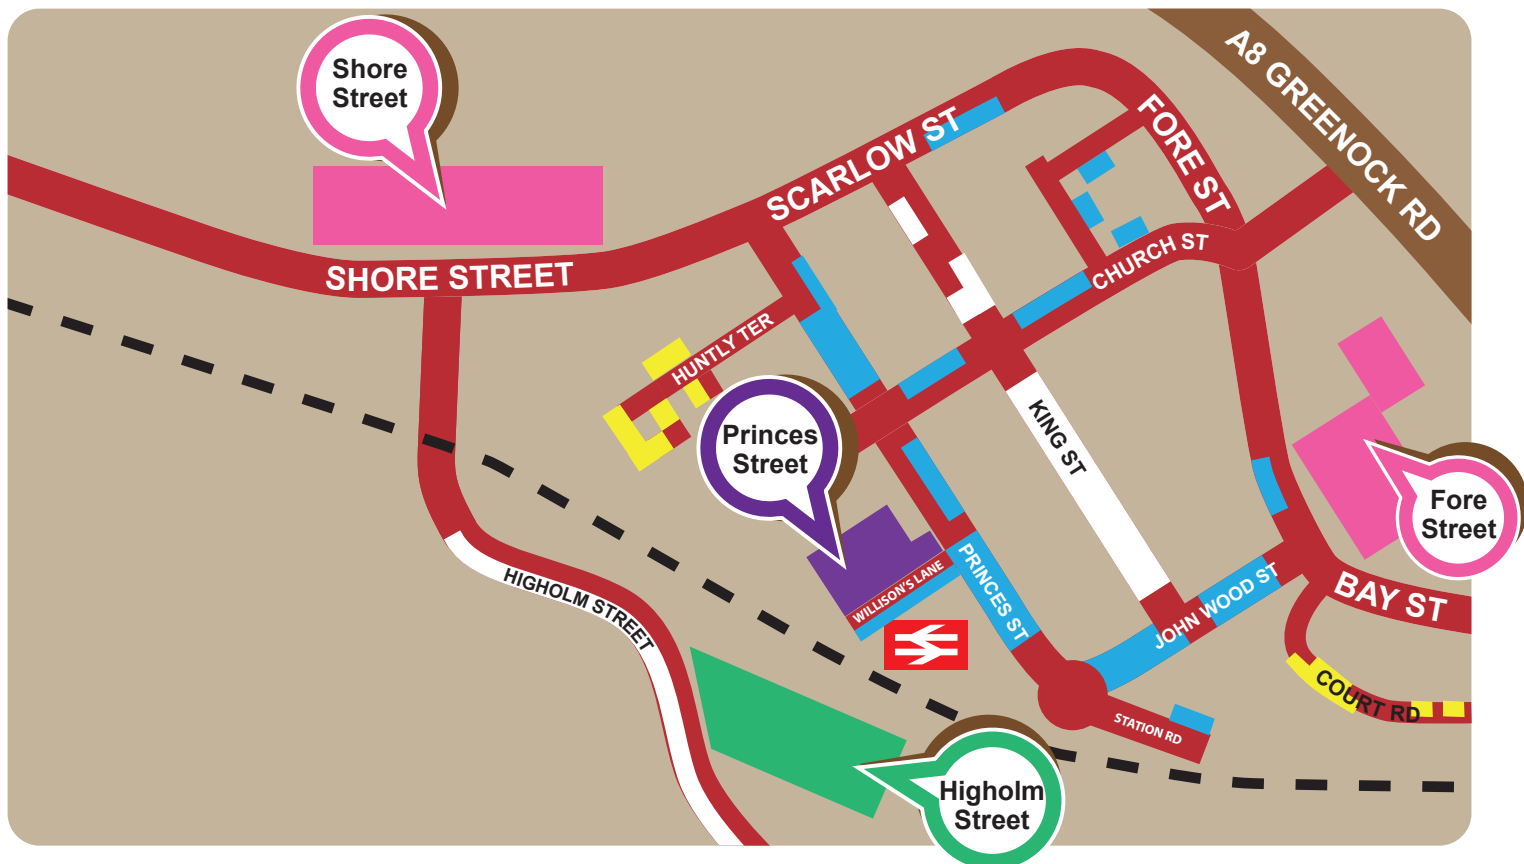 Shore
Street
A8 GREENOCK RD
SCARLOW ST
FORE ST
SHORE STREET
CHURCH ST
HUNTLY TER
KING ST
Princes
Street
Fore
Street
WILLISON'S LANE
PRINCES ST
HIGHOLM STREET
JOHN WOOD ST
BAY ST
COURT RD
STATION RD
Higholm
Street